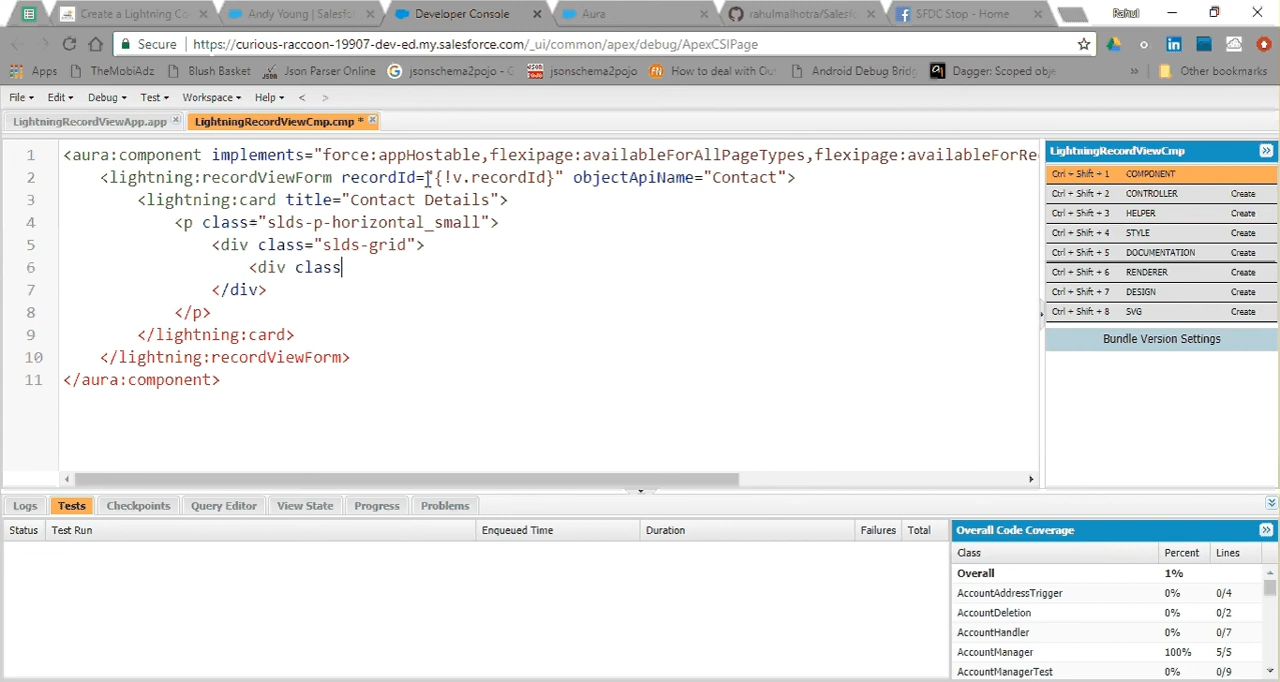 Create a Lightning Co
Andy Young | Salesfo
Developer Console
Aura
rahulmalhotra/Salesfo
SFDC Stop - Home
Rahul
Secure
https://curious-raccoon-19907-dev-ed.my.salesforce.com/_ui/common/apex/debug/ApexCSIPage
Apps
TheMobiAdz
Blush Basket
Json Parser Online
jsonschema2pojo - G
jsonschema2pojo
How to deal with Out
Android Debug Bridg
Dagger: Scoped obje
»
Other bookmarks
File
Edit
Debug
Test
Workspace
Help
<
>
LightningRecordViewApp.app
LightningRecordViewCmp.cmp *
1 <aura:component implements="force:appHostable,flexipage:availableForAllPageTypes,flexipage:availableForRe
2 <lightning:recordViewForm recordId="{!v.recordId}" objectApiName="Contact">
3 <lightning:card title="Contact Details">
4 <p class="slds-p-horizontal_small">
5 <div class="slds-grid">
6 <div class
7 </div>
8 </p>
9 </lightning:card>
10 </lightning:recordViewForm>
11 </aura:component>
LightningRecordViewCmp
Ctrl + Shift + 1 COMPONENT
Ctrl + Shift + 2 CONTROLLER Create
Ctrl + Shift + 3 HELPER Create
Ctrl + Shift + 4 STYLE Create
Ctrl + Shift + 5 DOCUMENTATION Create
Ctrl + Shift + 6 RENDERER Create
Ctrl + Shift + 7 DESIGN Create
Ctrl + Shift + 8 SVG Create
Bundle Version Settings
Logs
Tests
Checkpoints
Query Editor
View State
Progress
Problems
Status
Test Run
Enqueued Time
Duration
Failures
Total
Overall Code Coverage
Class Percent Lines
Overall 1%
AccountAddressTrigger 0% 0/4
AccountDeletion 0% 0/2
AccountHandler 0% 0/7
AccountManager 100% 5/5
AccountManagerTest 0% 0/9